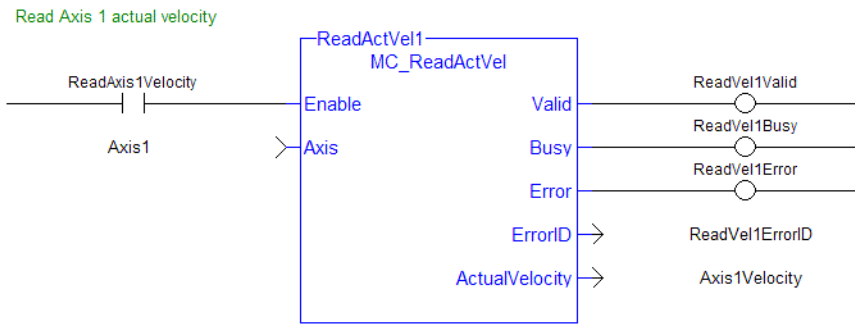 Read Axis 1 actual velocity
ReadActVel1
MC_ReadActVel
ReadAxis1Velocity
Enable
Valid
ReadVel1Valid
Axis1
Axis
Busy
ReadVel1Busy
Error
ReadVel1Error
ErrorID
ReadVel1ErrorID
ActualVelocity
Axis1Velocity